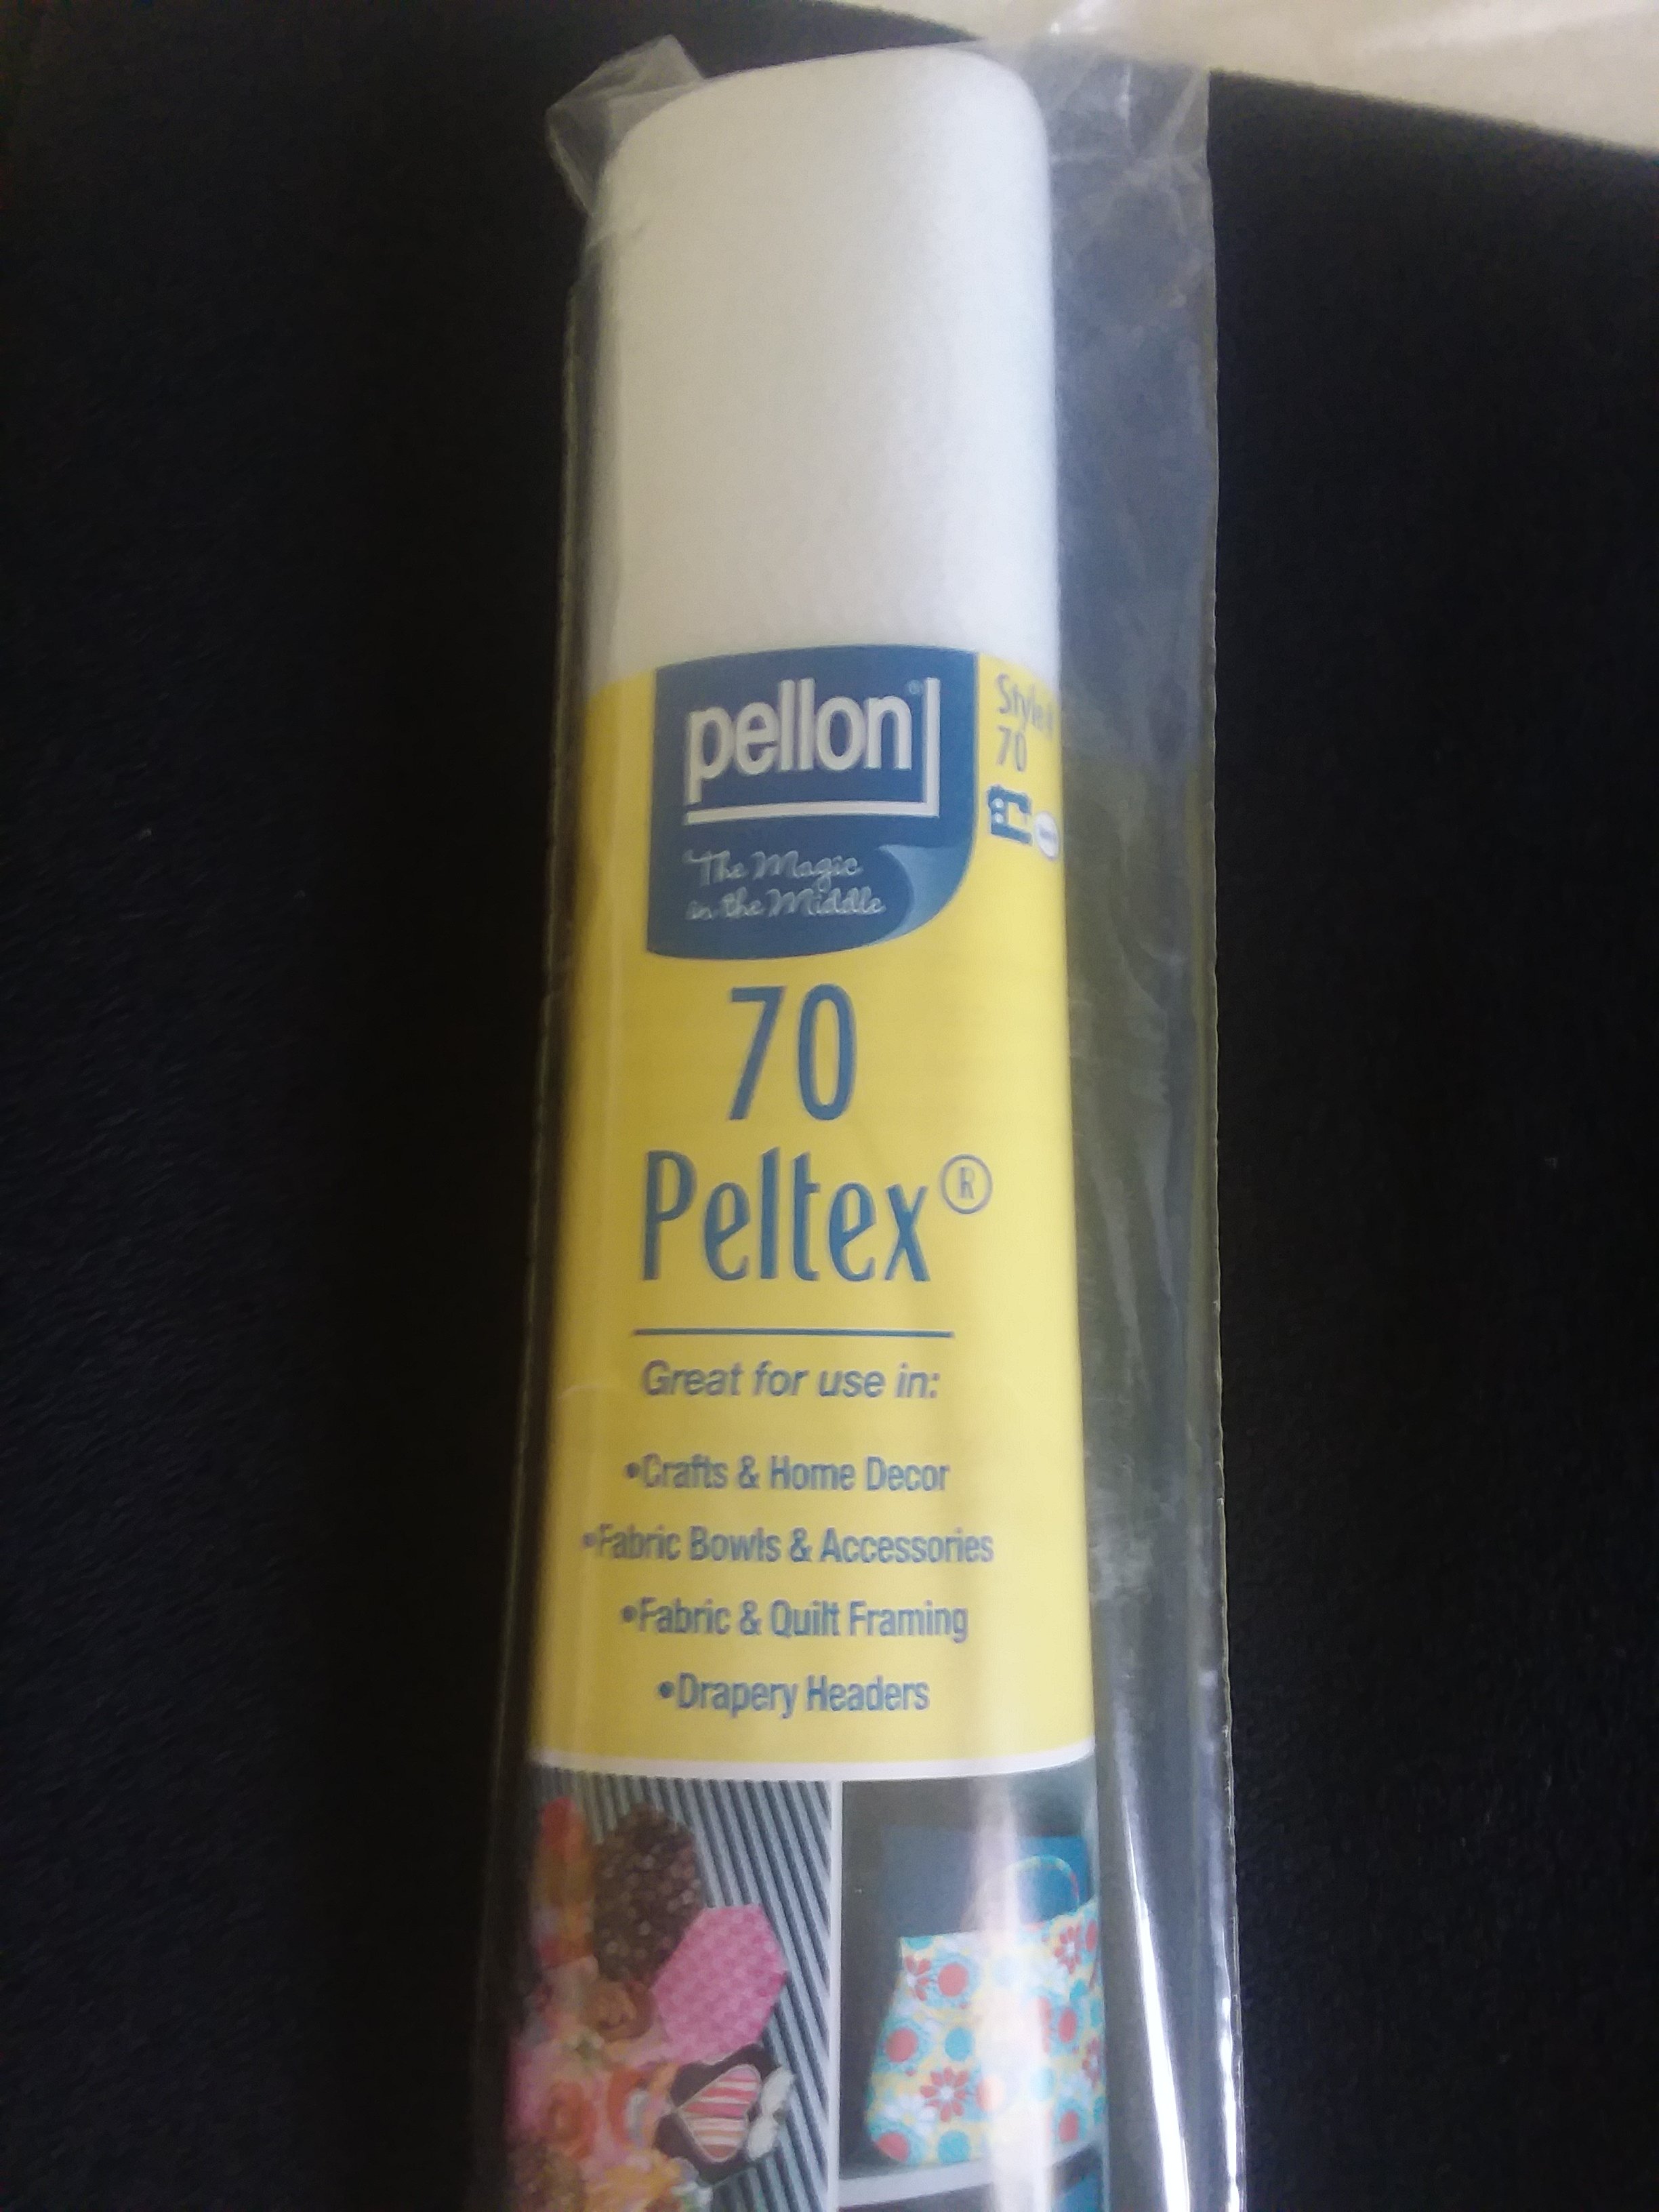 pellon®
Style#
70
The Magic
in the Middle
70
Peltex®
Great for use in:
•Crafts & Home Decor
•Fabric Bowls & Accessories
•Fabric & Quilt Framing
•Drapery Headers